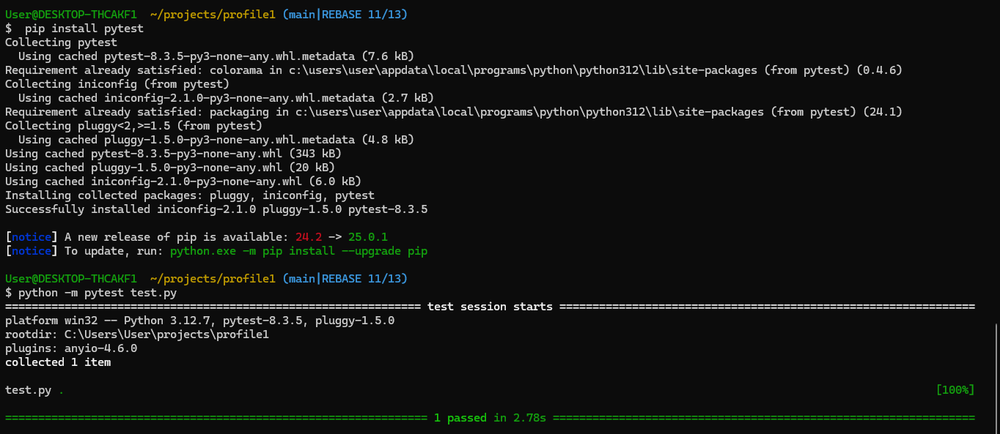 User@DESKTOP-THCAKF1 ~/projects/profile1 (main|REBASE 11/13)
$  pip install pytest
Collecting pytest
  Using cached pytest-8.3.5-py3-none-any.whl.metadata (7.6 kB)
Requirement already satisfied: colorama in c:\users\user\appdata\local\programs\python\python312\lib\site-packages (from pytest) (0.4.6)
Collecting iniconfig (from pytest)
  Using cached iniconfig-2.1.0-py3-none-any.whl.metadata (2.7 kB)
Requirement already satisfied: packaging in c:\users\user\appdata\local\programs\python\python312\lib\site-packages (from pytest) (24.1)
Collecting pluggy<2,>=1.5 (from pytest)
  Using cached pluggy-1.5.0-py3-none-any.whl.metadata (4.8 kB)
Using cached pytest-8.3.5-py3-none-any.whl (343 kB)
Using cached pluggy-1.5.0-py3-none-any.whl (20 kB)
Using cached iniconfig-2.1.0-py3-none-any.whl (6.0 kB)
Installing collected packages: pluggy, iniconfig, pytest
Successfully installed iniconfig-2.1.0 pluggy-1.5.0 pytest-8.3.5

[notice] A new release of pip is available: 24.2 -> 25.0.1
[notice] To update, run: python.exe -m pip install --upgrade pip

User@DESKTOP-THCAKF1 ~/projects/profile1 (main|REBASE 11/13)
$ python -m pytest test.py
=============================================================== test session starts ===============================================================
platform win32 -- Python 3.12.7, pytest-8.3.5, pluggy-1.5.0
rootdir: C:\Users\User\projects\profile1
plugins: anyio-4.6.0
collected 1 item

test.py . [100%]

================================================================ 1 passed in 2.78s ================================================================